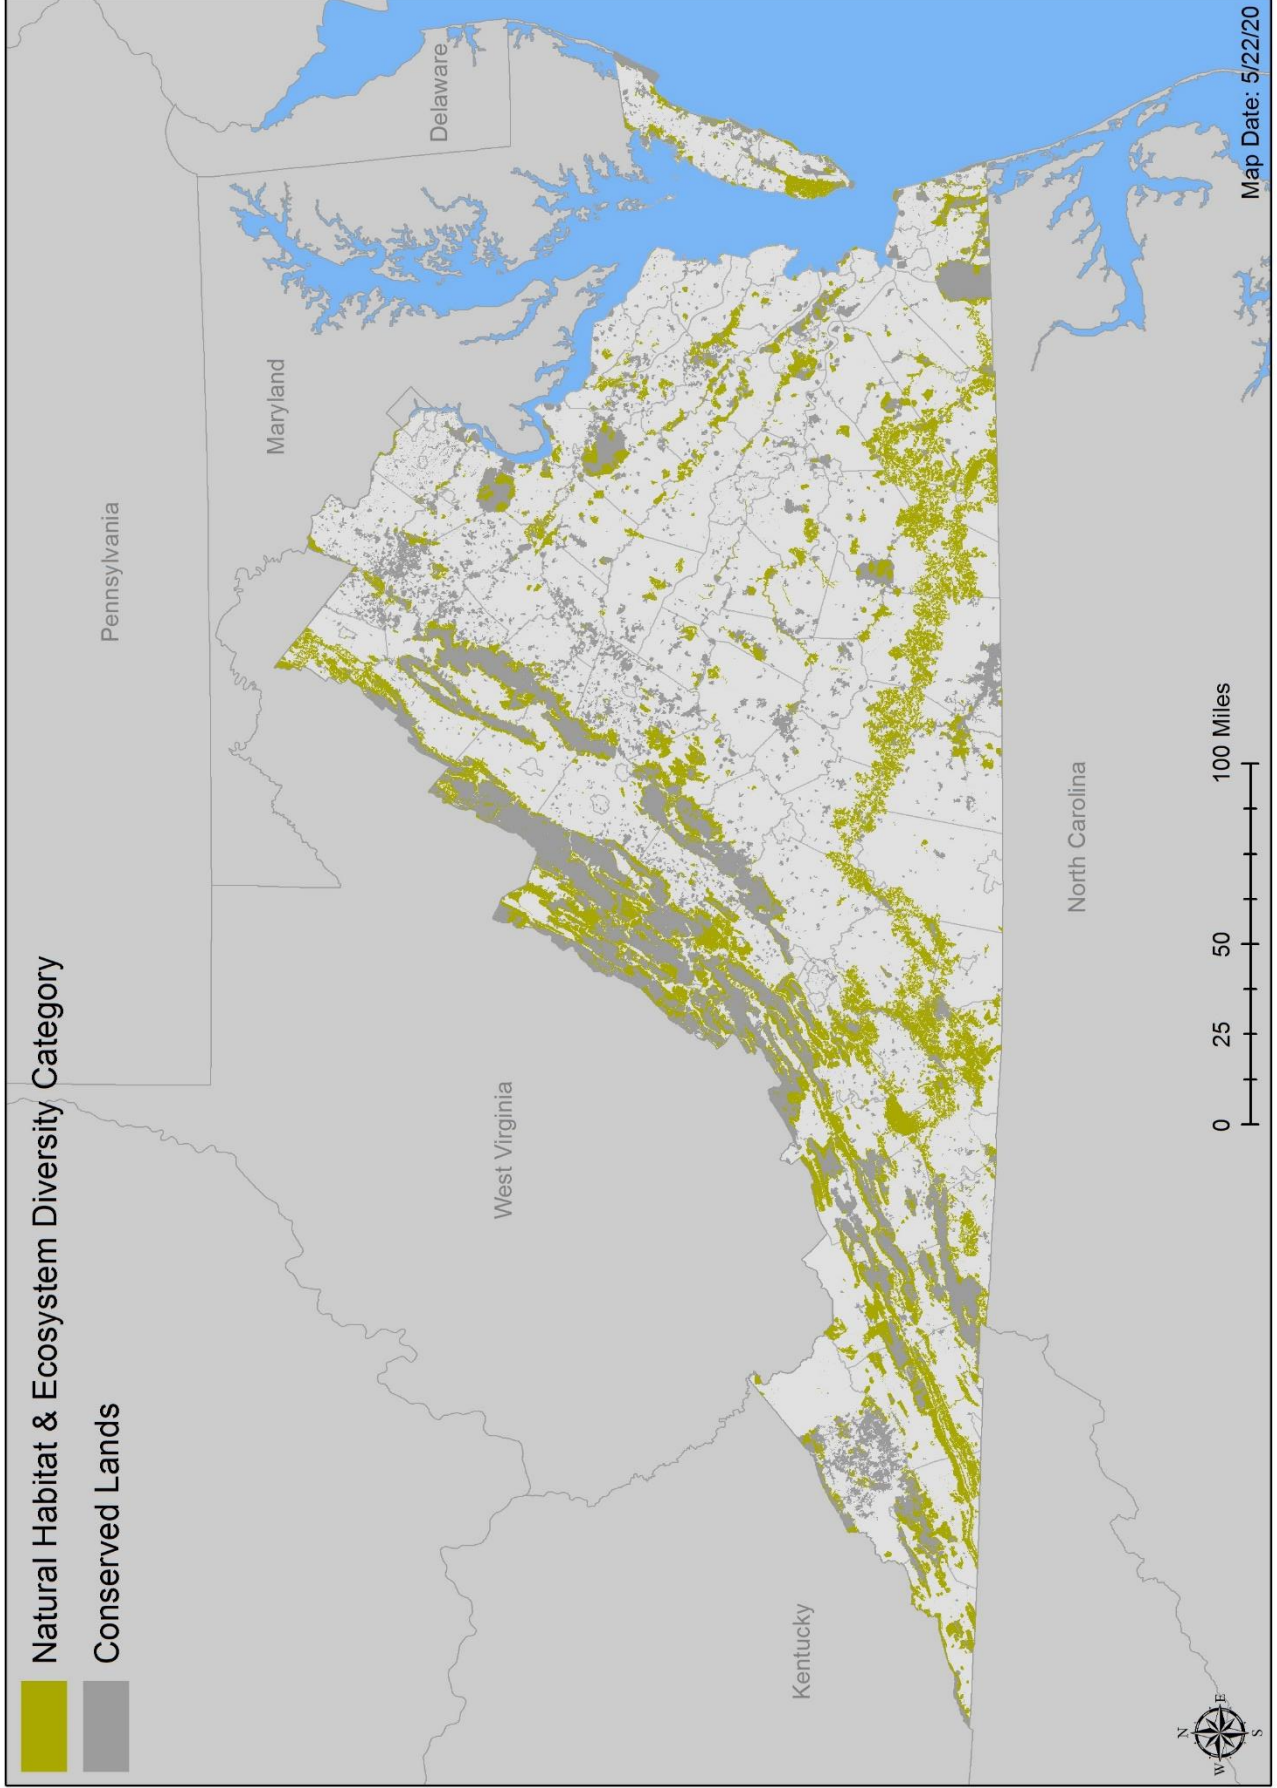 Natural Habitat & Ecosystem Diversity Category
Conserved Lands
Pennsylvania
Maryland
Delaware
West Virginia
Kentucky
North Carolina
0 25 50 100 Miles
N
W E
S
Map Date: 5/22/20